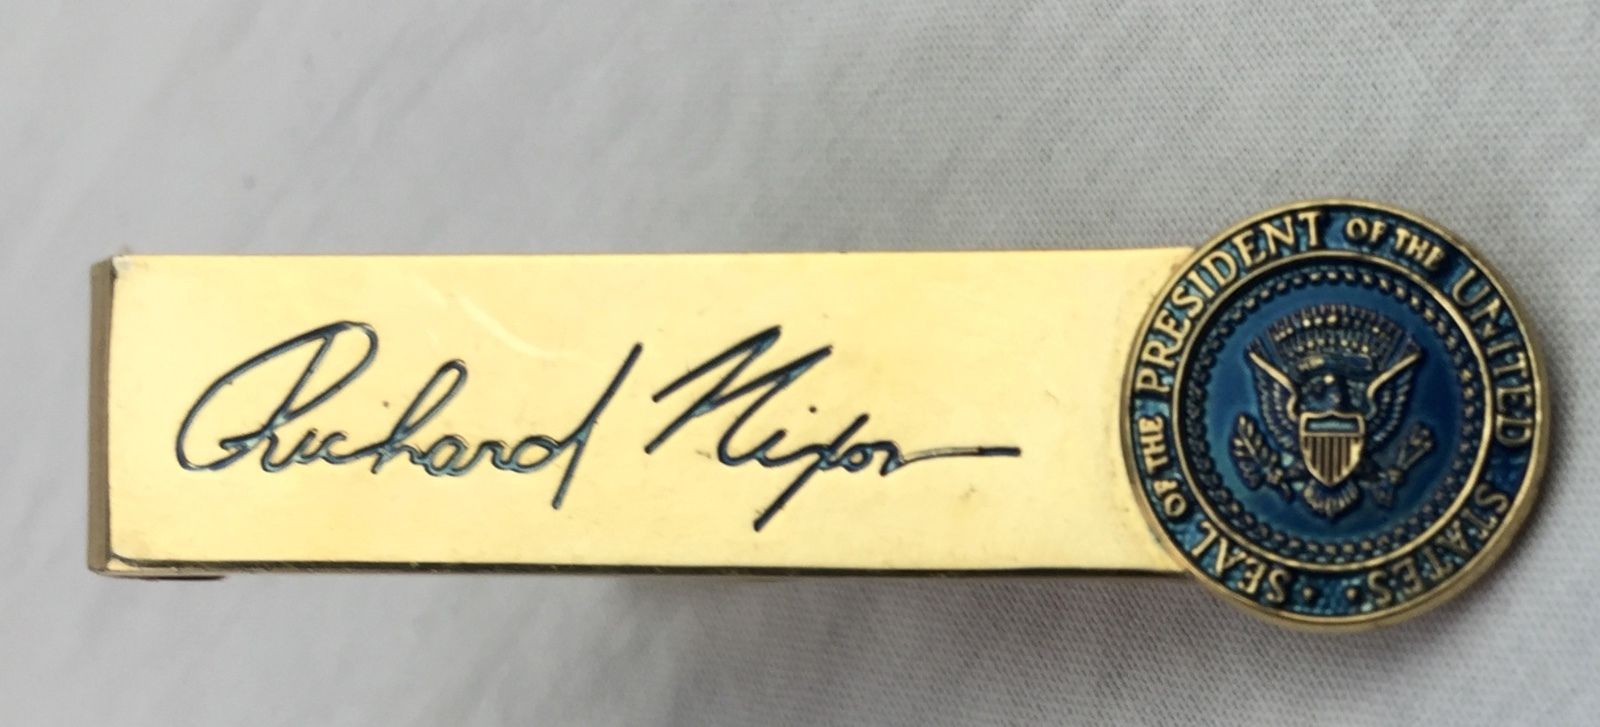 Richard Nixon
SEAL OF THE PRESIDENT OF THE UNITED STATES